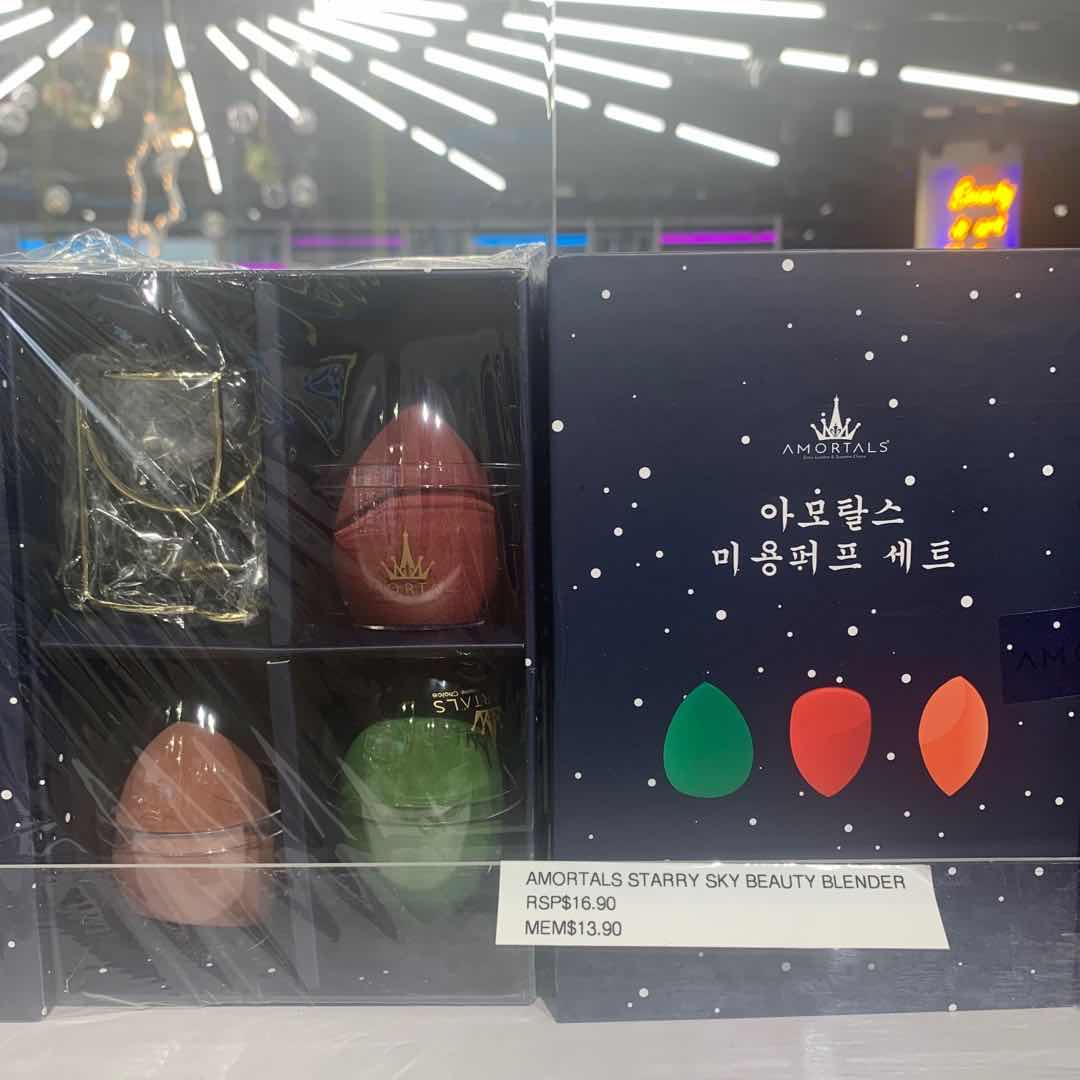 Beauty
AMORTALS
아모탈스
미용퍼프 세트
AMORTALS STARRY SKY BEAUTY BLENDER
RSP$16.90
MEM$13.90